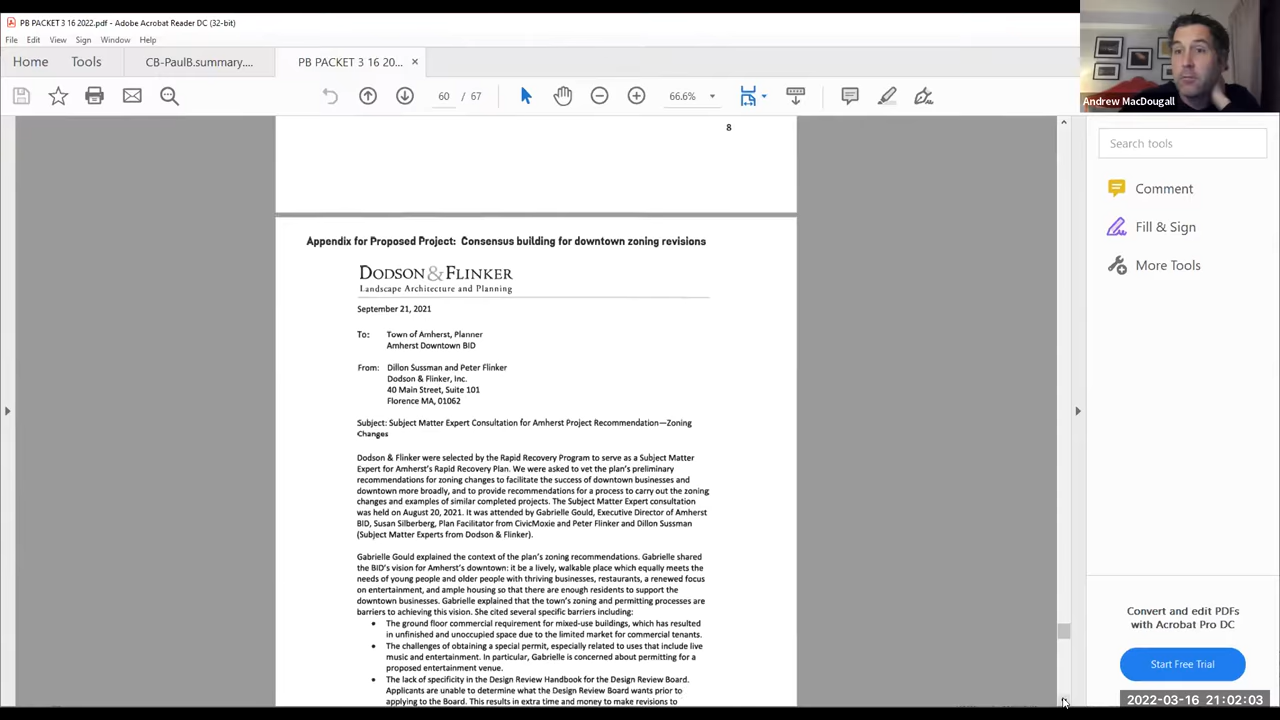 PB PACKET 3 16 2022.pdf - Adobe Acrobat Reader DC (32-bit)
File Edit View Sign Window Help
Home Tools CB-PaulB.summary.... PB PACKET 3 16 20... ×
60 / 67 66.6%
Andrew MacDougall
Search tools
Comment
Fill & Sign
More Tools
8
Appendix for Proposed Project: Consensus building for downtown zoning revisions
DODSON & FLINKER
Landscape Architecture and Planning
September 21, 2021
To: Town of Amherst, Planner
Amherst Downtown BID
From: Dillon Sussman and Peter Flinker
Dodson & Flinker, Inc.
40 Main Street, Suite 101
Florence MA, 01062
Subject: Subject Matter Expert Consultation for Amherst Project Recommendation—Zoning
Changes
Dodson & Flinker were selected by the Rapid Recovery Program to serve as a Subject Matter
Expert for Amherst's Rapid Recovery Plan. We were asked to vet the plan's preliminary
recommendations for zoning changes to facilitate the success of downtown businesses and
downtown more broadly, and to provide recommendations for a process to carry out the zoning
changes and examples of similar completed projects. The Subject Matter Expert consultation
was held on August 20, 2021. It was attended by Gabrielle Gould, Executive Director of Amherst
BID, Susan Silberberg, Plan Facilitator from CivicMoxie and Peter Flinker and Dillon Sussman
(Subject Matter Experts from Dodson & Flinker).
Gabrielle Gould explained the context of the plan's zoning recommendations. Gabrielle shared
the BID's vision for Amherst's downtown: it be a lively, walkable place which equally meets the
needs of young people and older people with thriving businesses, restaurants, a renewed focus
on entertainment, and ample housing so that there are enough residents to support the
downtown businesses. Gabrielle explained that the town's zoning and permitting processes are
barriers to achieving this vision. She cited several specific barriers including:
• The ground floor commercial requirement for mixed-use buildings, which has resulted
in unfinished and unoccupied space due to the limited market for commercial tenants.
• The challenges of obtaining a special permit, especially related to uses that include live
music and entertainment. In particular, Gabrielle is concerned about permitting for a
proposed entertainment venue.
• The lack of specificity in the Design Review Handbook for the Design Review Board.
Applicants are unable to determine what the Design Review Board wants prior to
applying to the Board. This results in extra time and money to make revisions to
Convert and edit PDFs
with Acrobat Pro DC
Start Free Trial
2022-03-16 21:02:03